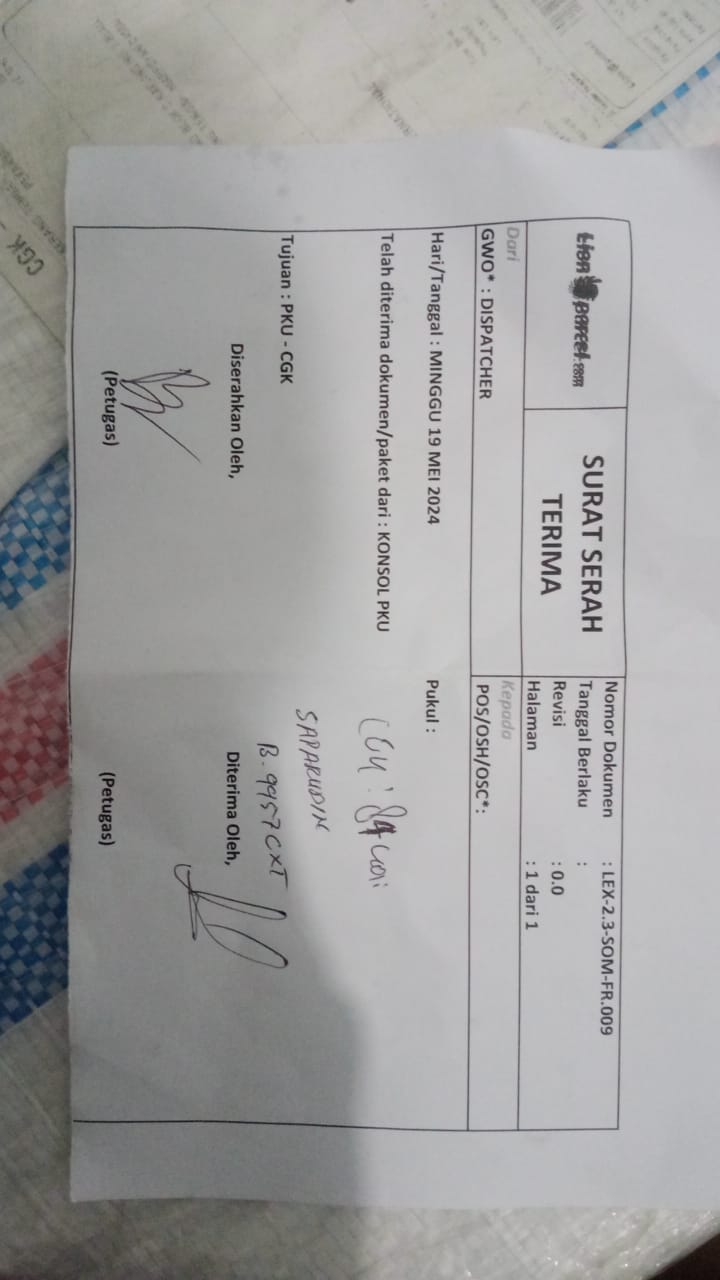 Lion parcel.com
SURAT SERAH
TERIMA
Nomor Dokumen : LEX-2.3-SOM-FR.009
Tanggal Berlaku :
Revisi : 0.0
Halaman : 1 dari 1
Dari
GWO* : DISPATCHER
Kepada
POS/OSH/OSC*:
Hari/Tanggal : MINGGU 19 MEI 2024
Pukul :
Telah diterima dokumen/paket dari : KONSOL PKU
: 84 koli
Tujuan : PKU - CGK
SAPARUDIN
B. 9957 CXT
Diserahkan Oleh,
Diterima Oleh,
(Petugas)
(Petugas)
CGK